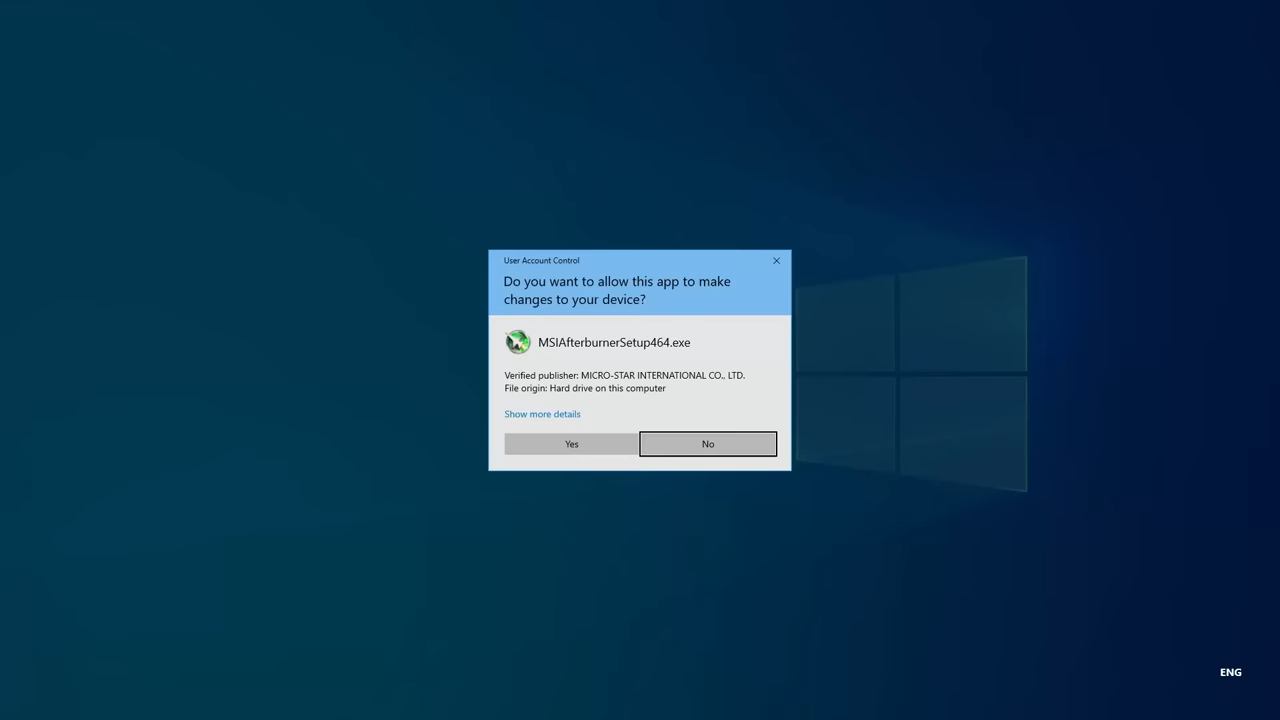 User Account Control
Do you want to allow this app to make
changes to your device?
MSIAfterburnerSetup464.exe
Verified publisher: MICRO-STAR INTERNATIONAL CO., LTD.
File origin: Hard drive on this computer
Show more details
Yes
No
ENG